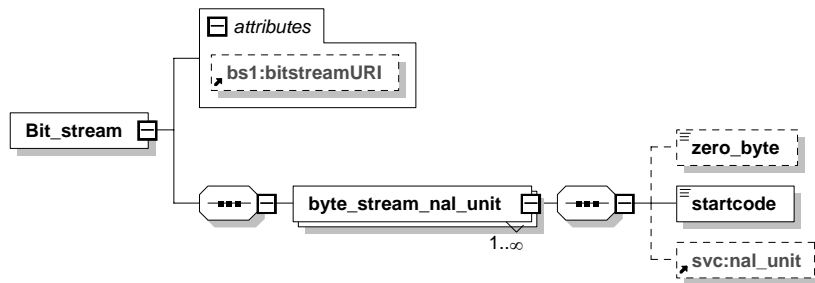 attributes
bs1:bitstreamURI
Bit_stream
zero_byte
byte_stream_nal_unit
startcode
1..∞
svc:nal_unit